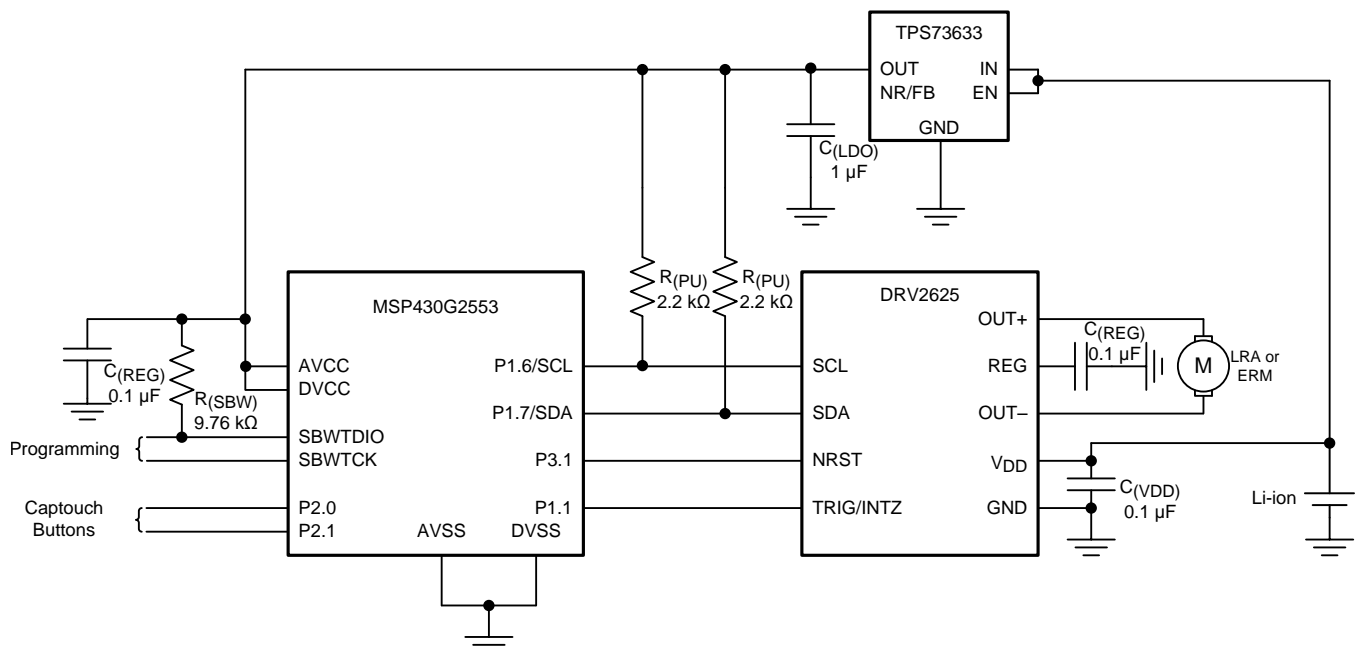 TPS73633
OUT
IN
NR/FB
EN
GND
C(LDO)
1 µF
MSP430G2553
R(PU)
2.2 kΩ
R(PU)
2.2 kΩ
DRV2625
C(REG)
0.1 µF
R(SBW)
9.76 kΩ
AVCC
DVCC
P1.6/SCL
P1.7/SDA
SBWTDIO
SBWTCK
P3.1
P2.0
P1.1
P2.1
AVSS
DVSS
Programming
{
Captouch
Buttons
{
SCL
SDA
NRST
TRIG/INTZ
OUT+
REG
OUT–
VDD
GND
C(REG)
0.1 µF
M
LRA or
ERM
C(VDD)
0.1 µF
Li-ion